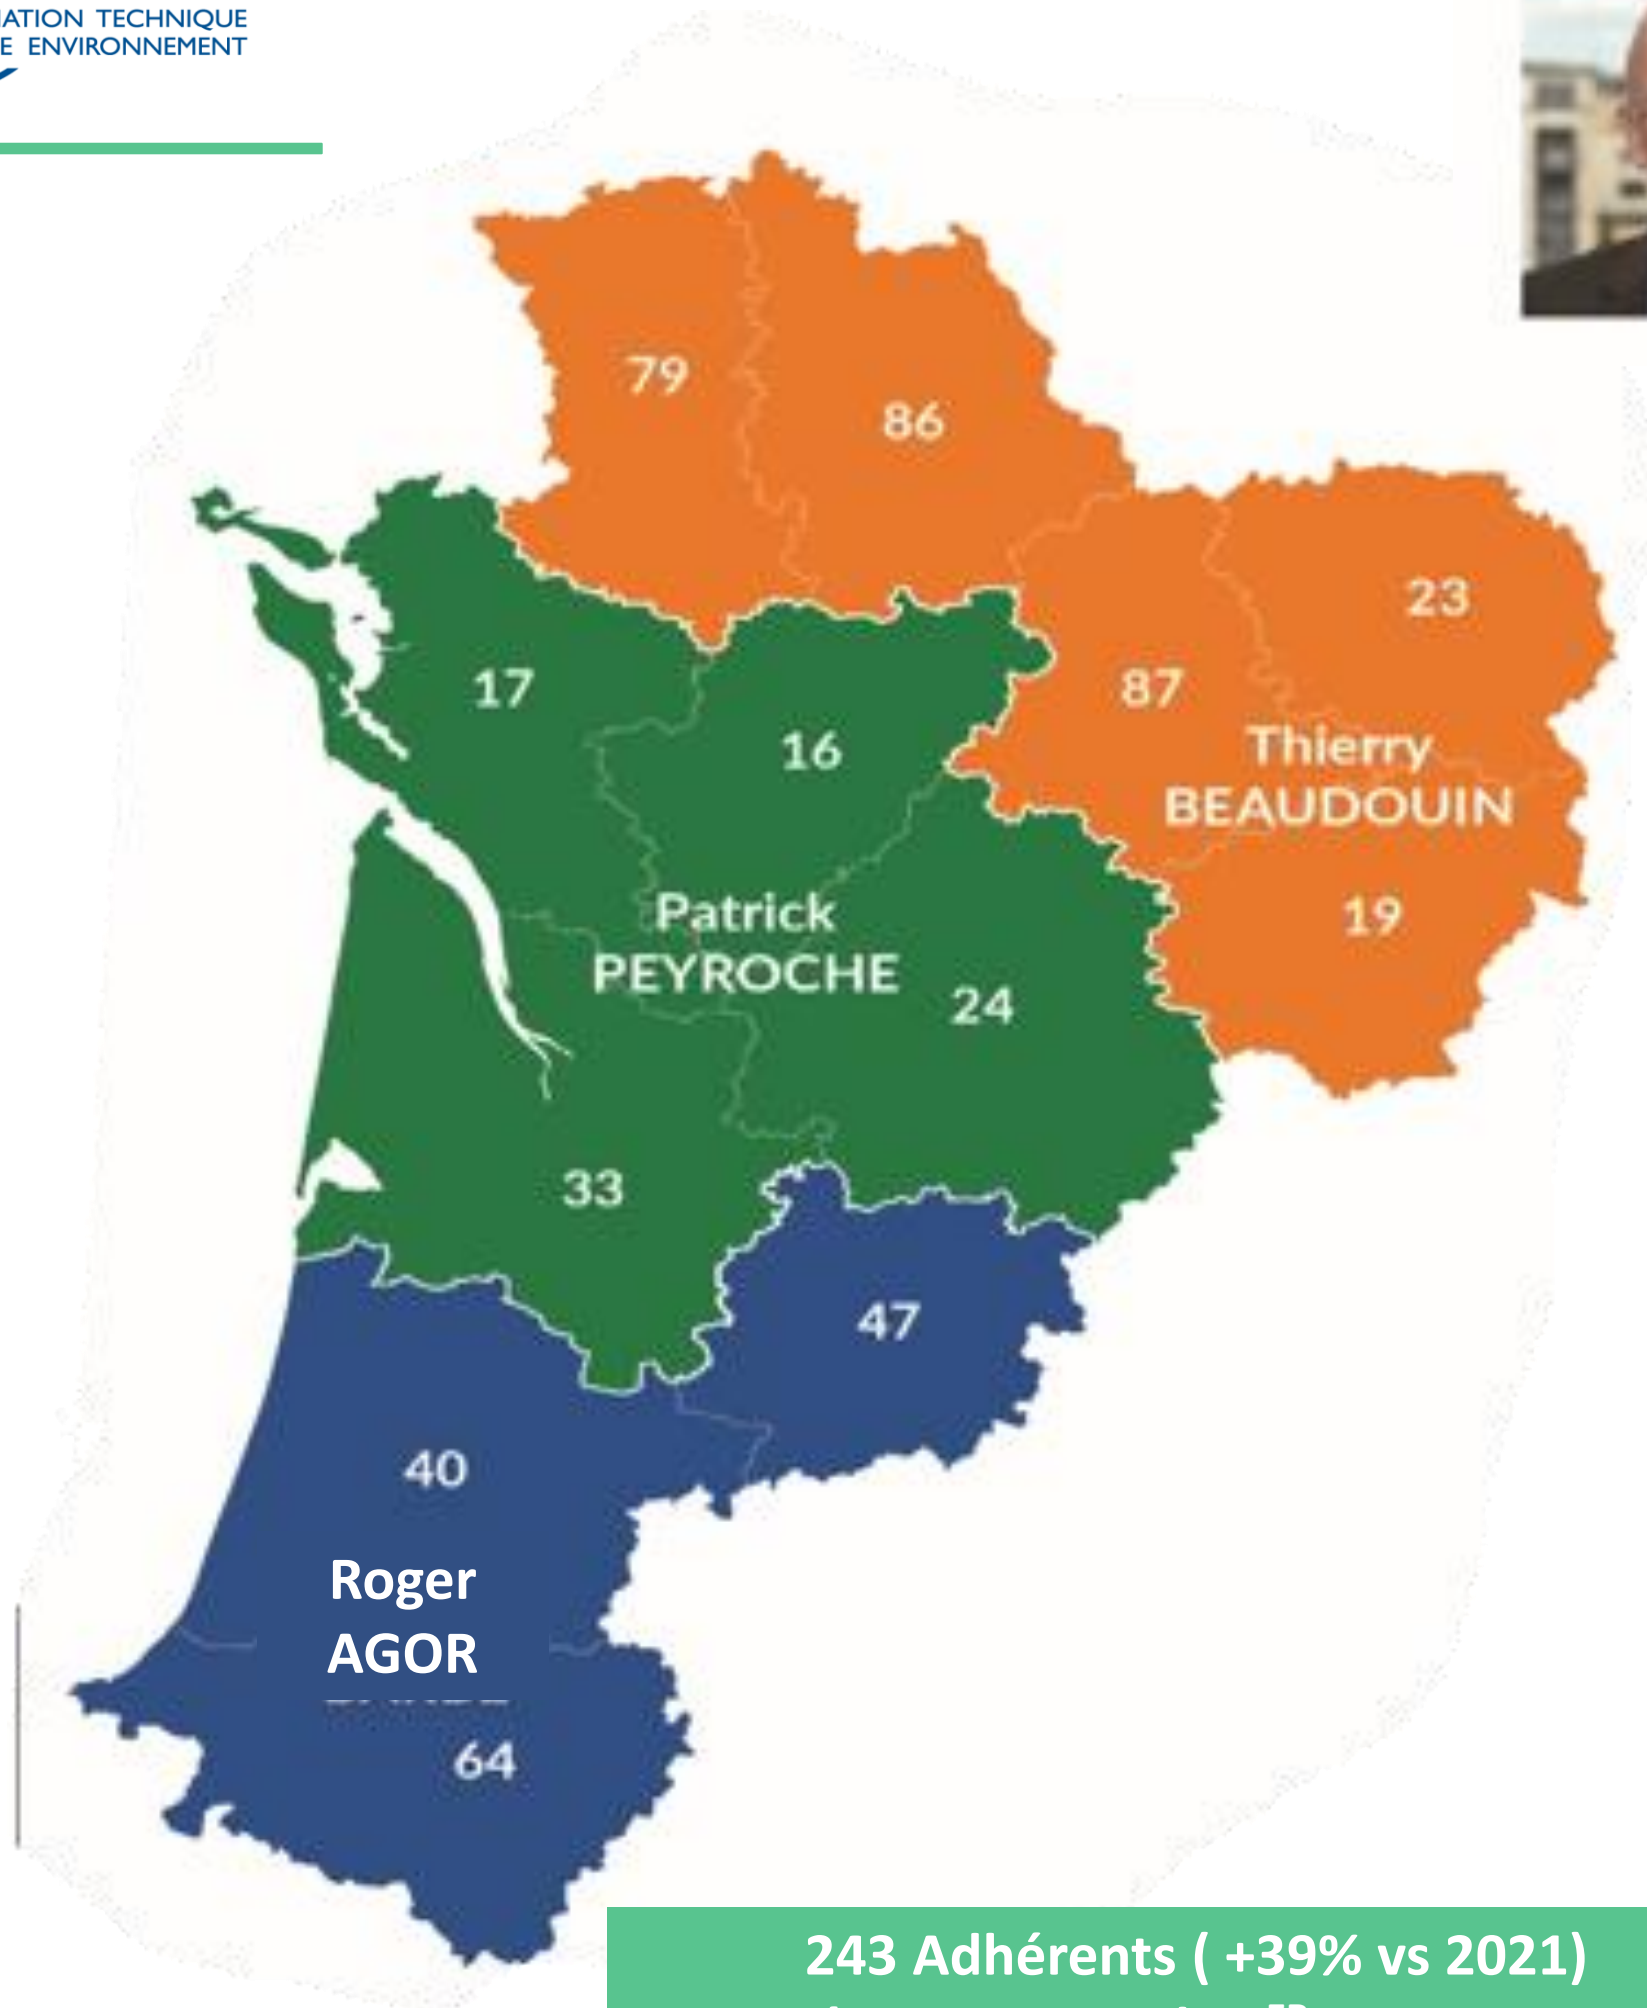 ATION TECHNIQUE
E ENVIRONNEMENT
79
86
23
17
87
16
Thierry
BEAUDOUIN
19
Patrick
PEYROCHE
24
33
47
40
Roger
AGOR
64
243 Adhérents ( +39% vs 2021)